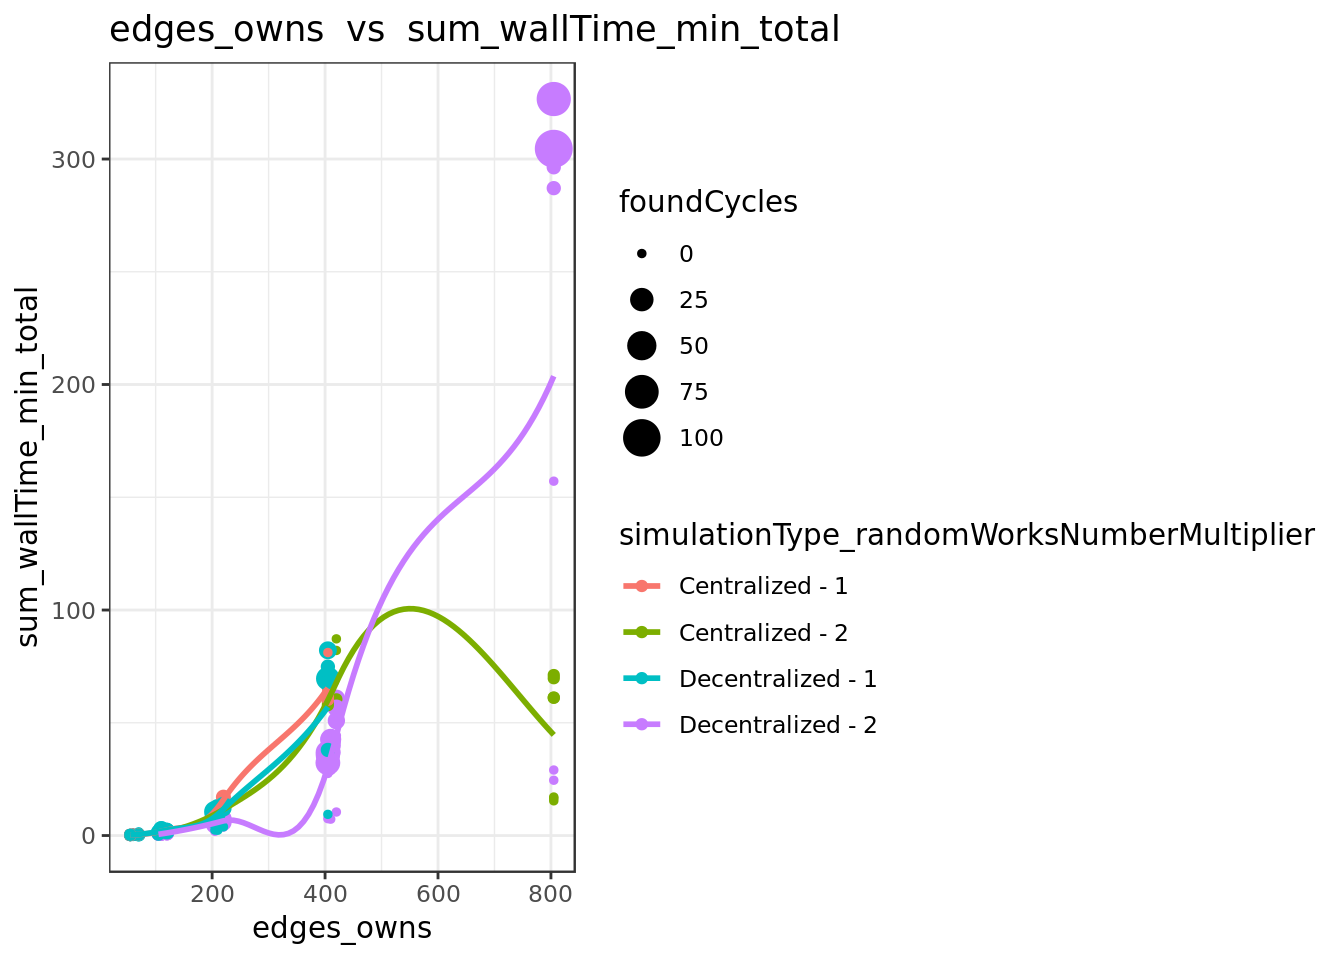 edges_owns vs sum_wallTime_min_total
sum_wallTime_min_total
300
200
100
0
200 400 600 800
edges_owns
foundCycles
0
25
50
75
100
simulationType_randomWorksNumberMultiplier
Centralized - 1
Centralized - 2
Decentralized - 1
Decentralized - 2